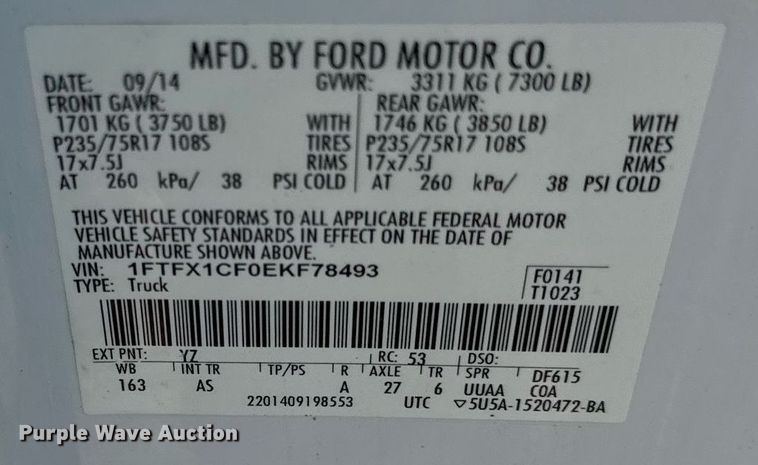 MFD. BY FORD MOTOR CO.
DATE: 09/14 GVWR: 3311 KG ( 7300 LB)
FRONT GAWR: REAR GAWR:
1701 KG ( 3750 LB) WITH 1746 KG ( 3850 LB) WITH
P235/75R17 108S TIRES P235/75R17 108S TIRES
17x7.5J RIMS 17x7.5J RIMS
AT 260 kPa/ 38 PSI COLD AT 260 kPa/ 38 PSI COLD
THIS VEHICLE CONFORMS TO ALL APPLICABLE FEDERAL MOTOR
VEHICLE SAFETY STANDARDS IN EFFECT ON THE DATE OF
MANUFACTURE SHOWN ABOVE.
VIN: 1FTFX1CF0EKF78493 F0141
TYPE: Truck T1023
EXT PNT: YZ RC: 53 DSO:
WB INT TR TP/PS R AXLE TR SPR DF615
163 AS A 27 6 UUAA COA
2201409198553 UTC ▽5U5A-1520472-BA
Purple Wave Auction